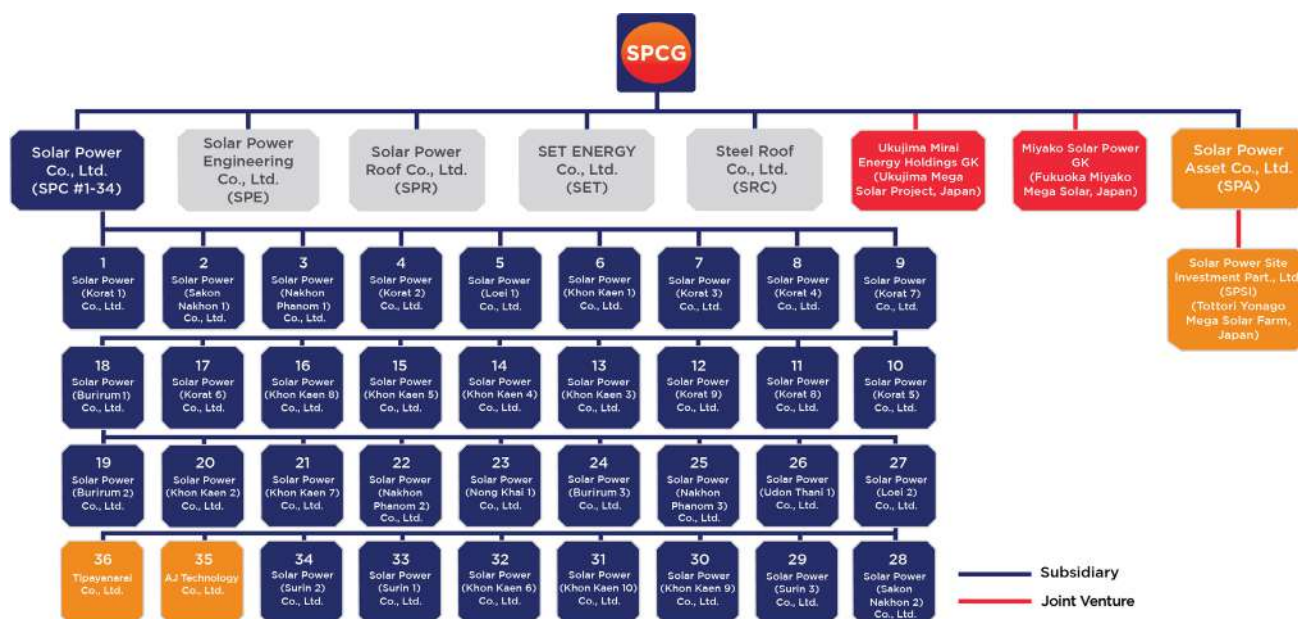 SPCG
Solar Power
Co., Ltd.
(SPC #1-34)
Solar Power
Engineering
Co., Ltd.
(SPE)
Solar Power
Roof Co., Ltd.
(SPR)
SET ENERGY
Co., Ltd.
(SET)
Steel Roof
Co., Ltd.
(SRC)
Ukujima Mirai
Energy Holdings GK
(Ukujima Mega
Solar Project, Japan)
Miyako Solar Power
GK
(Fukuoka Miyako
Mega Solar, Japan)
Solar Power
Asset Co., Ltd.
(SPA)
Solar Power Site
Investment Part., Ltd
(SPSI)
(Tottori Yonago
Mega Solar Farm,
Japan)
1
Solar Power
(Korat 1)
Co., Ltd.
2
Solar Power
(Sakon
Nakhon 1)
Co., Ltd.
3
Solar Power
(Nakhon
Phanom 1)
Co., Ltd.
4
Solar Power
(Korat 2)
Co., Ltd.
5
Solar Power
(Loei 1)
Co., Ltd.
6
Solar Power
(Khon Kaen 1)
Co., Ltd.
7
Solar Power
(Korat 3)
Co., Ltd.
8
Solar Power
(Korat 4)
Co., Ltd.
9
Solar Power
(Korat 7)
Co., Ltd.
18
Solar Power
(Burirum 1)
Co., Ltd.
17
Solar Power
(Korat 6)
Co., Ltd.
16
Solar Power
(Khon Kaen 8)
Co., Ltd.
15
Solar Power
(Khon Kaen 5)
Co., Ltd.
14
Solar Power
(Khon Kaen 4)
Co., Ltd.
13
Solar Power
(Khon Kaen 3)
Co., Ltd.
12
Solar Power
(Korat 9)
Co., Ltd.
11
Solar Power
(Korat 8)
Co., Ltd.
10
Solar Power
(Korat 5)
Co., Ltd.
19
Solar Power
(Burirum 2)
Co., Ltd.
20
Solar Power
(Khon Kaen 2)
Co., Ltd.
21
Solar Power
(Khon Kaen 7)
Co., Ltd.
22
Solar Power
(Nakhon
Phanom 2)
Co., Ltd.
23
Solar Power
(Nong Khai 1)
Co., Ltd.
24
Solar Power
(Burirum 3)
Co., Ltd.
25
Solar Power
(Nakhon
Phanom 3)
Co., Ltd.
26
Solar Power
(Udon Thani 1)
Co., Ltd.
27
Solar Power
(Loei 2)
Co., Ltd.
36
Tipayanarai
Co., Ltd.
35
AJ Technology
Co., Ltd.
34
Solar Power
(Surin 2)
Co., Ltd.
33
Solar Power
(Surin 1)
Co., Ltd.
32
Solar Power
(Khon Kaen 6)
Co., Ltd.
31
Solar Power
(Khon Kaen 10)
Co., Ltd.
30
Solar Power
(Khon Kaen 9)
Co., Ltd.
29
Solar Power
(Surin 3)
Co., Ltd.
28
Solar Power
(Sakon
Nakhon 2)
Co., Ltd.
Subsidiary
Joint Venture